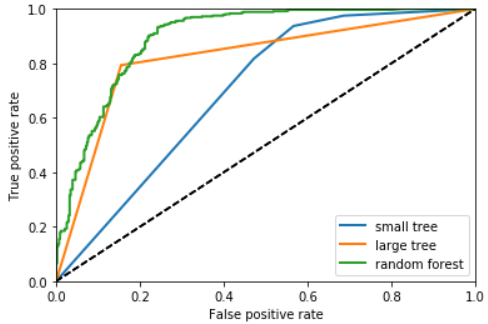 1.0
0.8
0.6
0.4
0.2
0.0
True positive rate
small tree
large tree
random forest
0.0 0.2 0.4 0.6 0.8 1.0
False positive rate